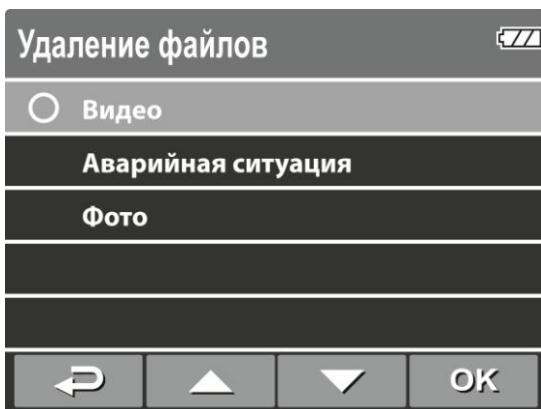 Удаление файлов
Видео
Аварийная ситуация
Фото
OK